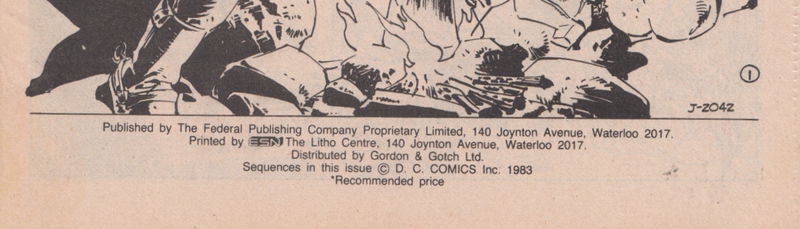 1
J-2042
Published by The Federal Publishing Company Proprietary Limited, 140 Joynton Avenue, Waterloo 2017.
Printed by ESN The Litho Centre, 140 Joynton Avenue, Waterloo 2017.
Distributed by Gordon & Gotch Ltd.
Sequences in this issue © D. C. COMICS Inc. 1983
*Recommended price